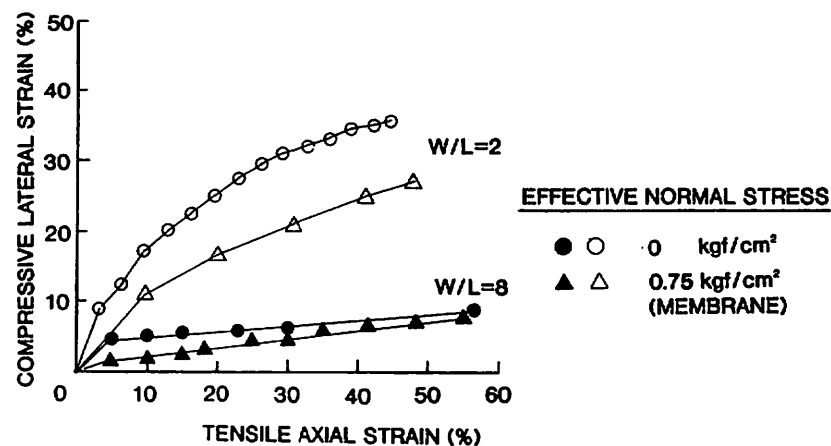 COMPRESSIVE LATERAL STRAIN (%)
50
40
30
20
10
0
10
20
30
40
50
60
TENSILE AXIAL STRAIN (%)
W/L=2
W/L=8
EFFECTIVE NORMAL STRESS
0 kgf/cm²
0.75 kgf/cm²
(MEMBRANE)